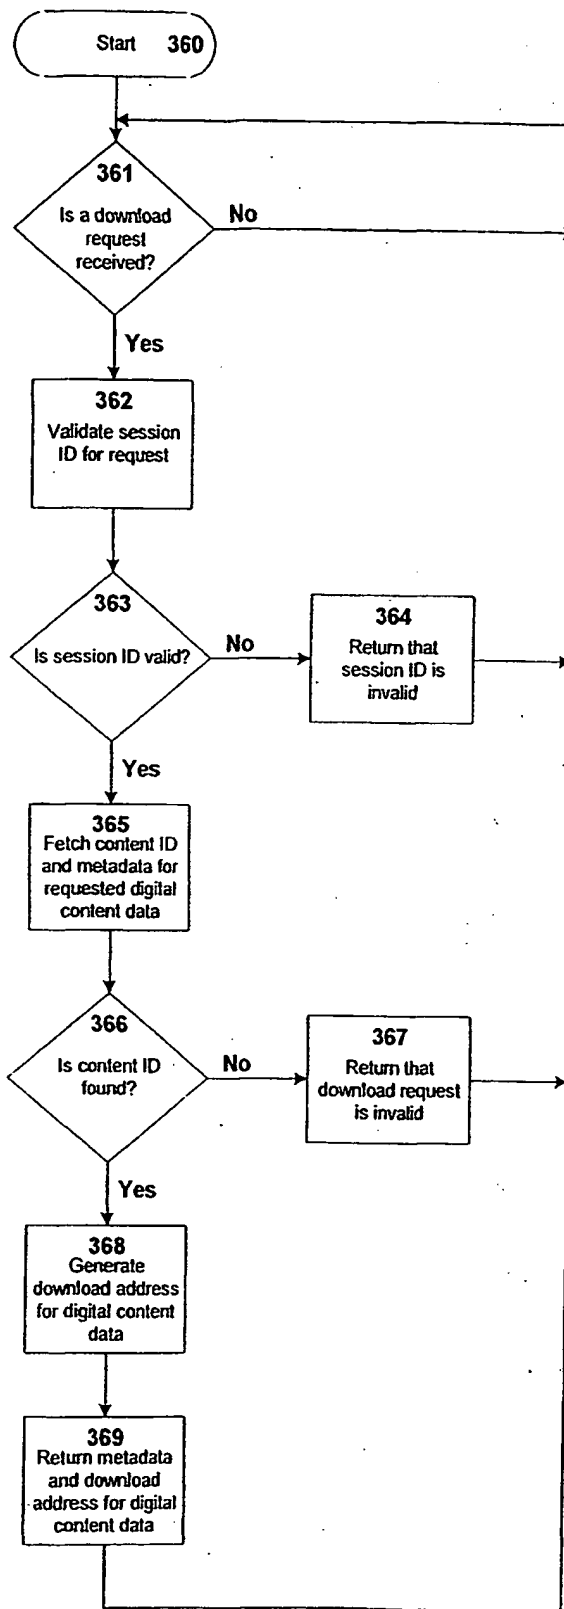 Start 360
361
Is a download
request
received?
No
Yes
362
Validate session
ID for request
363
Is session ID valid?
No
364
Return that
session ID is
invalid
Yes
365
Fetch content ID
and metadata for
requested digital
content data
366
Is content ID
found?
No
367
Return that
download request
is invalid
Yes
368
Generate
download address
for digital content
data
369
Return metadata
and download
address for digital
content data